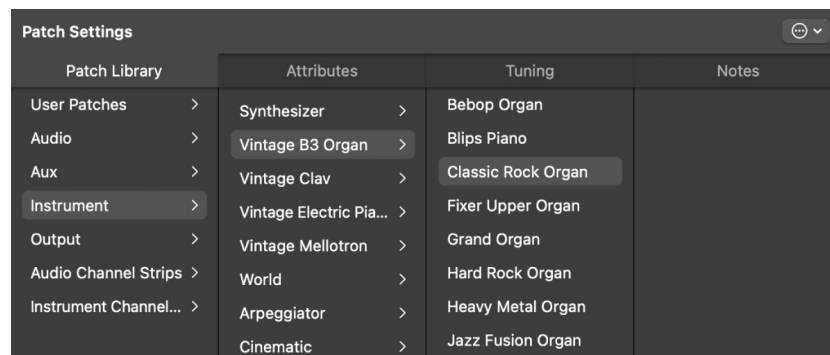 Patch Settings
Patch Library
Attributes
Tuning
Notes
User Patches
Audio
Aux
Instrument
Output
Audio Channel Strips
Instrument Channel...
Synthesizer
Vintage B3 Organ
Vintage Clav
Vintage Electric Pia...
Vintage Mellotron
World
Arpeggiator
Cinematic
Bebop Organ
Blips Piano
Classic Rock Organ
Fixer Upper Organ
Grand Organ
Hard Rock Organ
Heavy Metal Organ
Jazz Fusion Organ